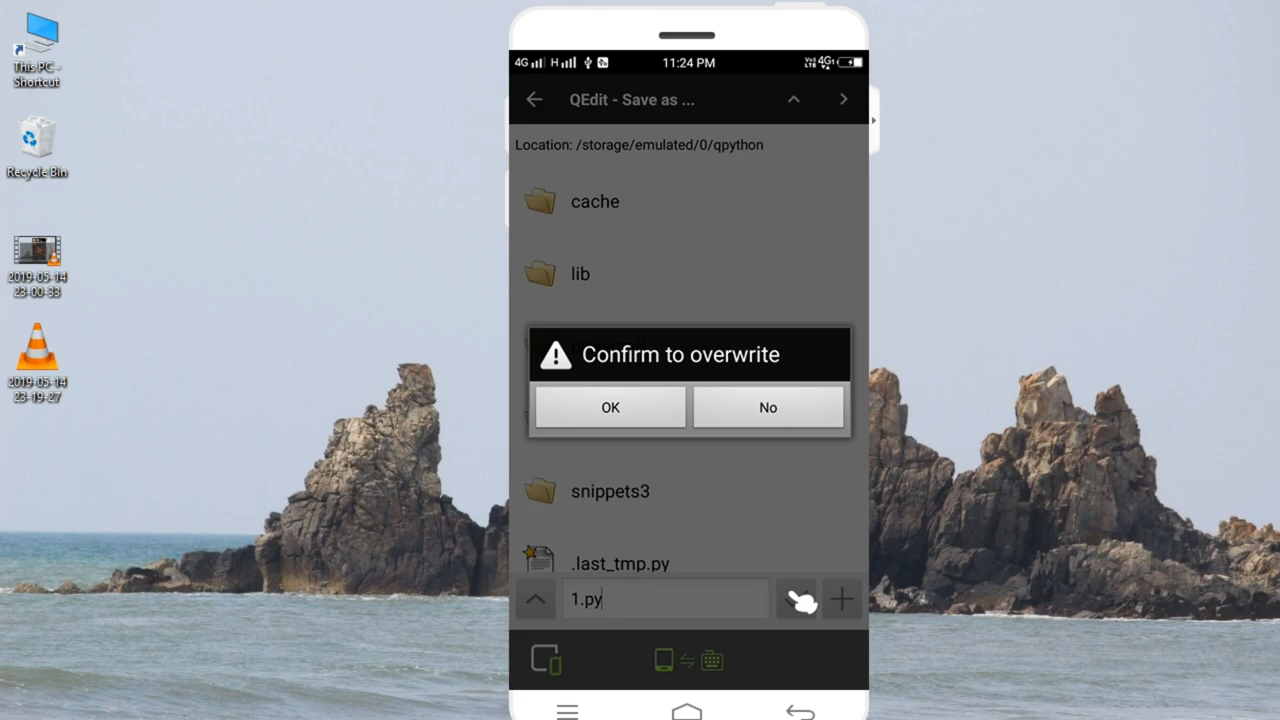 This PC -
Shortcut
Recycle Bin
2019-05-14
23-00-33
2019-05-14
23-19-27
4G
H
11:24 PM
VoO
LTE
4G
QEdit - Save as ...
Location: /storage/emulated/0/qpython
cache
lib
Confirm to overwrite
OK
No
snippets3
.last_tmp.py
1.py